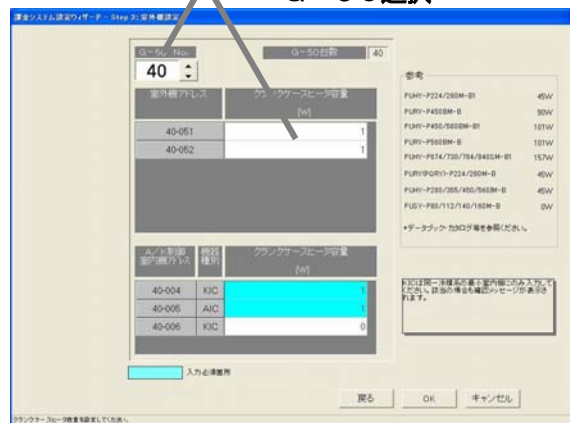 G－50選択
課金システム設定ウィザード - Step 3: 室外機設定
G-50 No.
G-50台数 40
40
室外機アドレス
クランクケースヒータ容量
[W]
40-051 1
40-052 1
A/K制御
室内機アドレス
機器
種別
クランクケースヒータ容量
[W]
40-004 KIC 1
40-005 AIC 1
40-006 KIC 0
入力必須箇所
備考
PUHY-P224/280M-B1 45W
PURY-P450BM-B 90W
PUHY-P450/560BM-B1 101W
PURY-P560BM-B 101W
PUHY-P674/730/784/840SM-B1 157W
PURY(PQRY)-P224/280M-B 45W
PUHY-P280/355/450/560BM-B 45W
PUSY-P80/112/140/160M-B 0W
*データブック・カタログ等を参照ください。
KICは同一冷媒系の最小室内機にのみ入力して
ください。該当の場合も確認メッセージが表示さ
れます。
戻る OK キャンセル
クランクケースヒータ容量を設定してください。